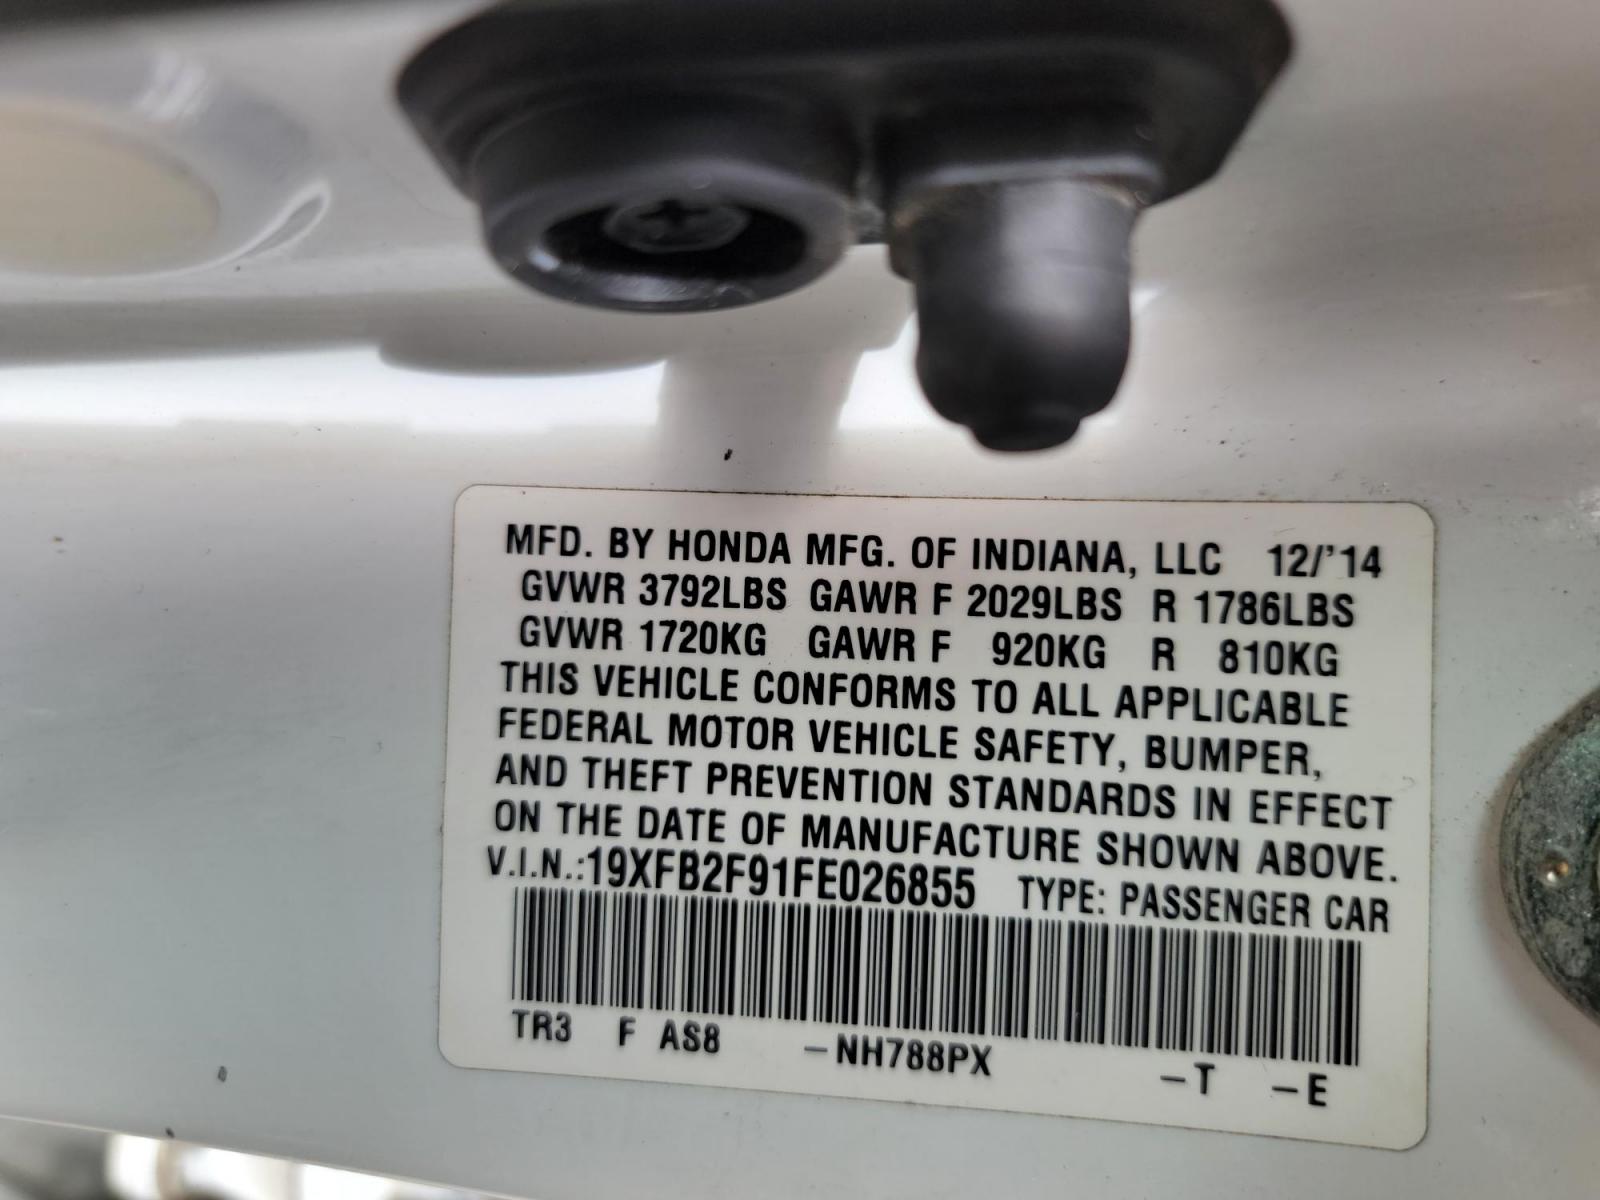 MFD. BY HONDA MFG. OF INDIANA, LLC 12/'14
GVWR 3792LBS GAWR F 2029LBS R 1786LBS
GVWR 1720KG GAWR F 920KG R 810KG
THIS VEHICLE CONFORMS TO ALL APPLICABLE
FEDERAL MOTOR VEHICLE SAFETY, BUMPER,
AND THEFT PREVENTION STANDARDS IN EFFECT
ON THE DATE OF MANUFACTURE SHOWN ABOVE.
V.I.N.:19XFB2F91FE026855 TYPE: PASSENGER CAR
TR3 F AS8 –NH788PX –T –E